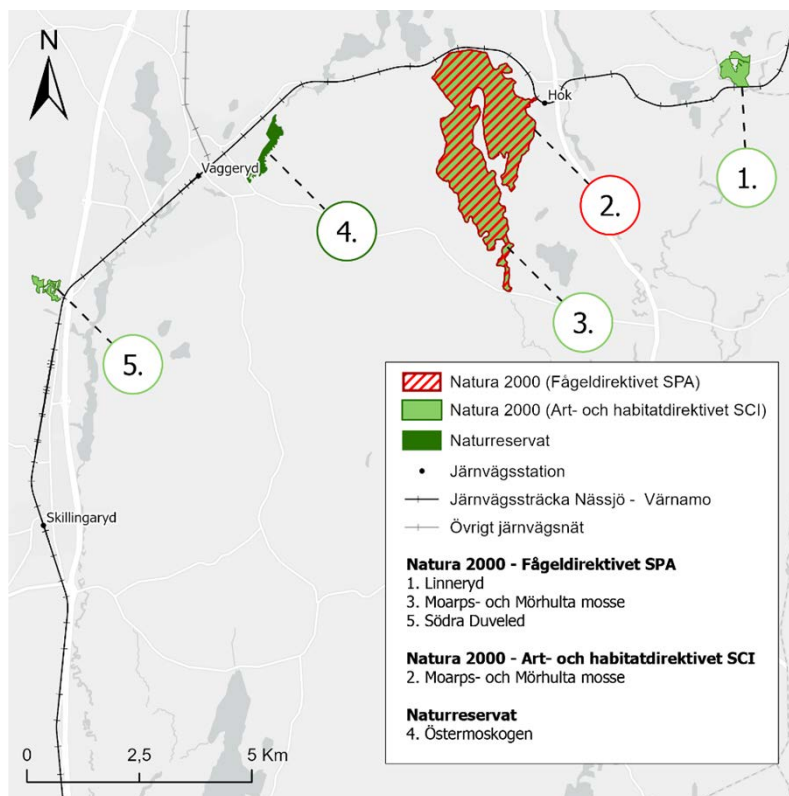 N
Hok
1.
Vaggeryd
2.
4.
3.
5.
Skillingaryd
Natura 2000 (Fågeldirektivet SPA)
Natura 2000 (Art- och habitatdirektivet SCI)
Naturreservat
Järnvägsstation
Järnvägssträcka Nässjö - Värnamo
Övrigt järnvägsnät
Natura 2000 - Fågeldirektivet SPA
1. Linneryd
3. Moarps- och Mörhulta mosse
5. Södra Duveled
Natura 2000 - Art- och habitatdirektivet SCI
2. Moarps- och Mörhulta mosse
Naturreservat
4. Östermoskogen
0 2,5 5 Km